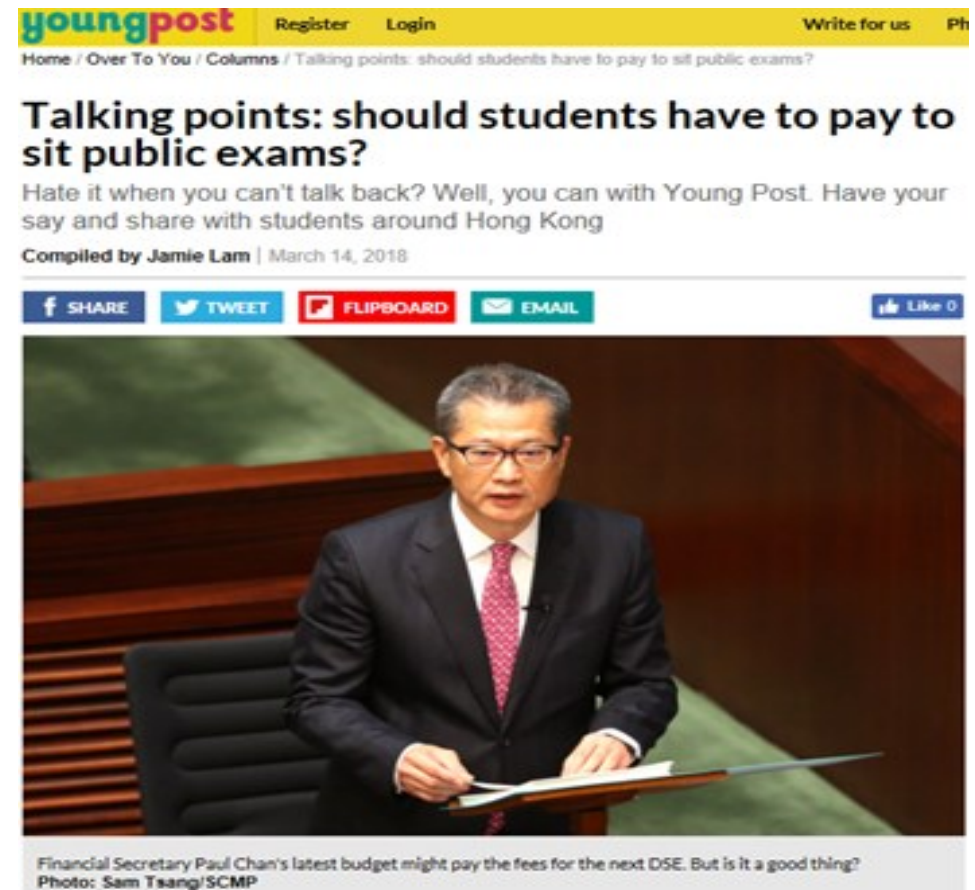 youngpost Register Login Write for us Ph
Home / Over To You / Columns / Talking points: should students have to pay to sit public exams?
Talking points: should students have to pay to
sit public exams?
Hate it when you can't talk back? Well, you can with Young Post. Have your
say and share with students around Hong Kong
Compiled by Jamie Lam | March 14, 2018
f SHARE TWEET FLIPBOARD EMAIL Like 0
Financial Secretary Paul Chan's latest budget might pay the fees for the next DSE. But is it a good thing?
Photo: Sam Tsang/SCMP